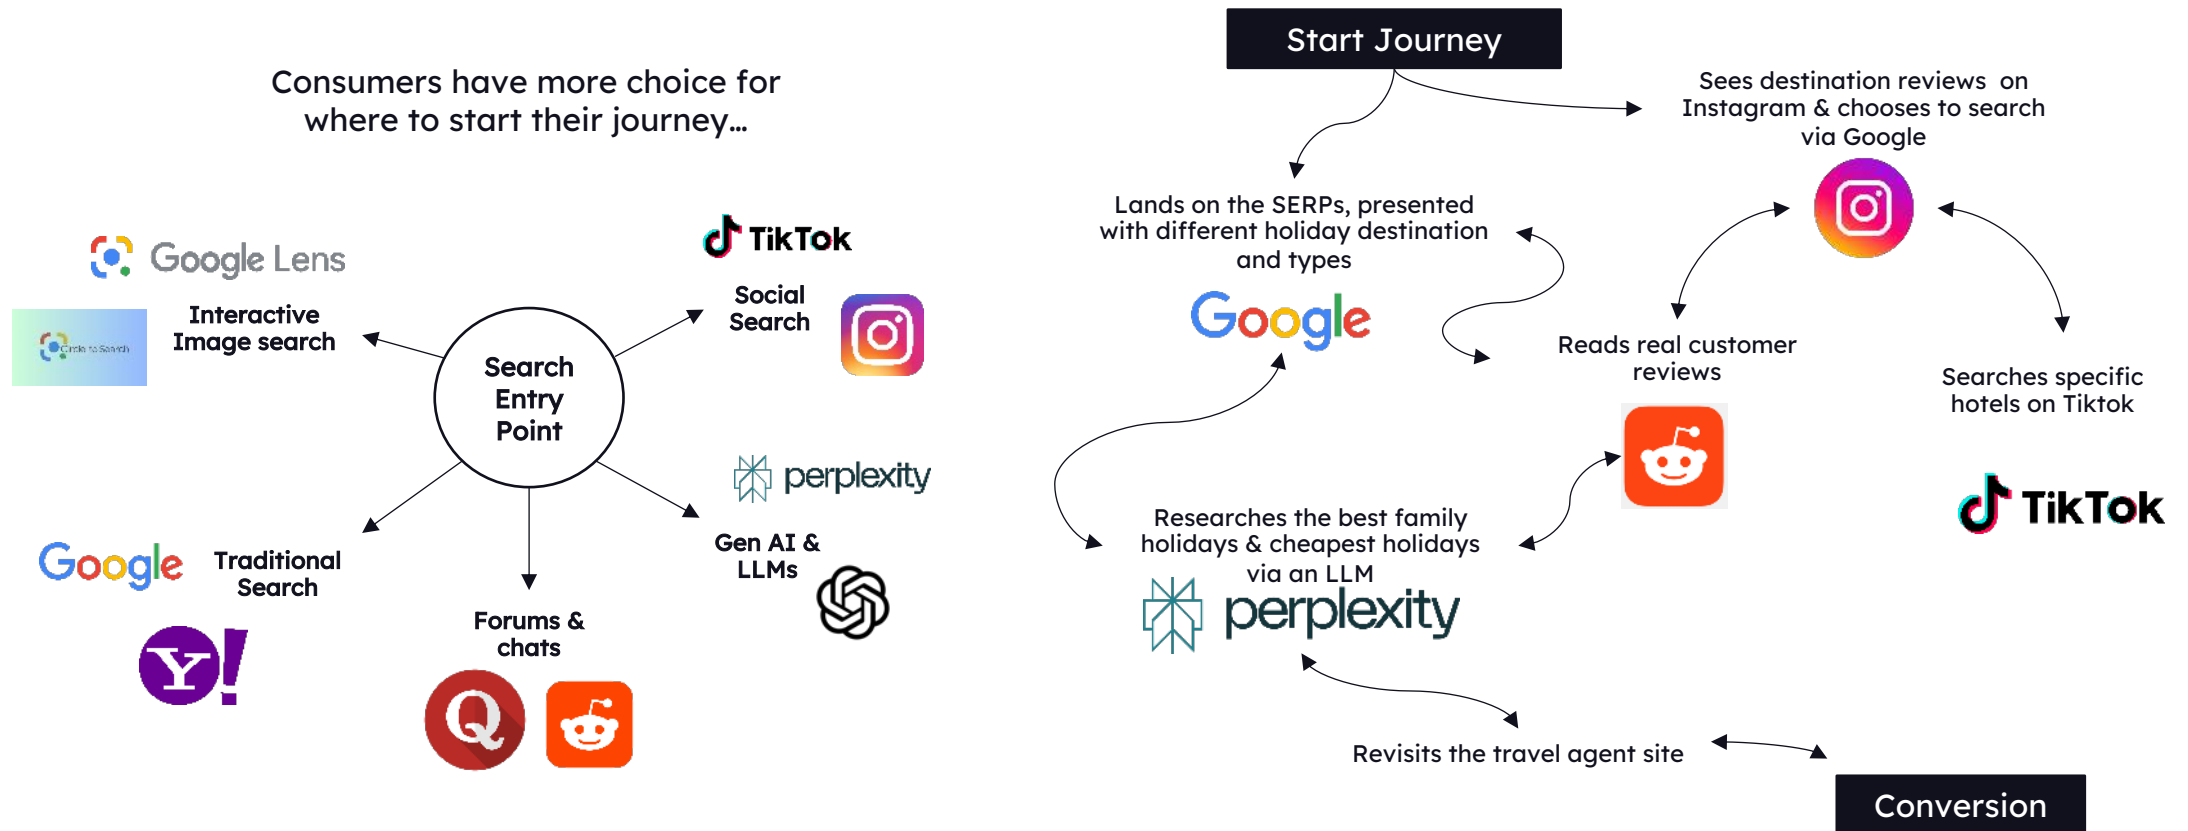 Consumers have more choice for
where to start their journey...
Google Lens
Interactive
Image search
Circle to Search
TikTok
Social
Search
Search
Entry
Point
perplexity
Gen AI &
LLMs
Google
Traditional
Search
Y!
Forums &
chats
Q
Start Journey
Sees destination reviews  on
Instagram & chooses to search
via Google
Lands on the SERPs, presented
with different holiday destination
and types
Google
Reads real customer
reviews
Searches specific
hotels on Tiktok
TikTok
Researches the best family
holidays & cheapest holidays
via an LLM
perplexity
Revisits the travel agent site
Conversion